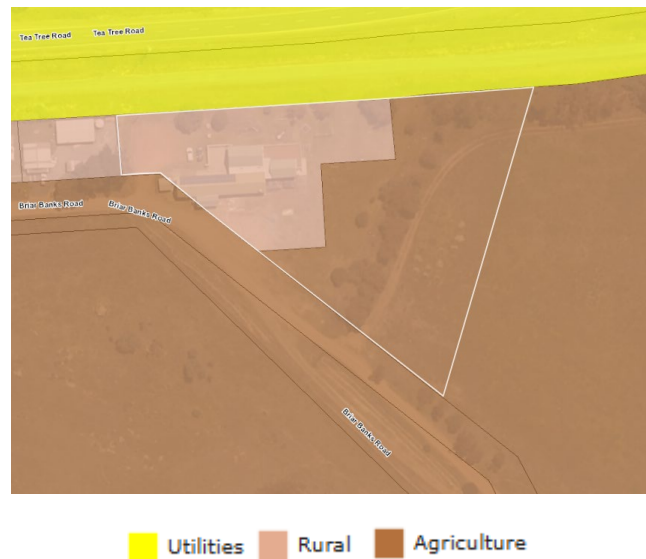 Tea Tree Road
Tea Tree Road
Briar Banks Road
Briar Banks Road
Briar Banks Road
Utilities
Rural
Agriculture